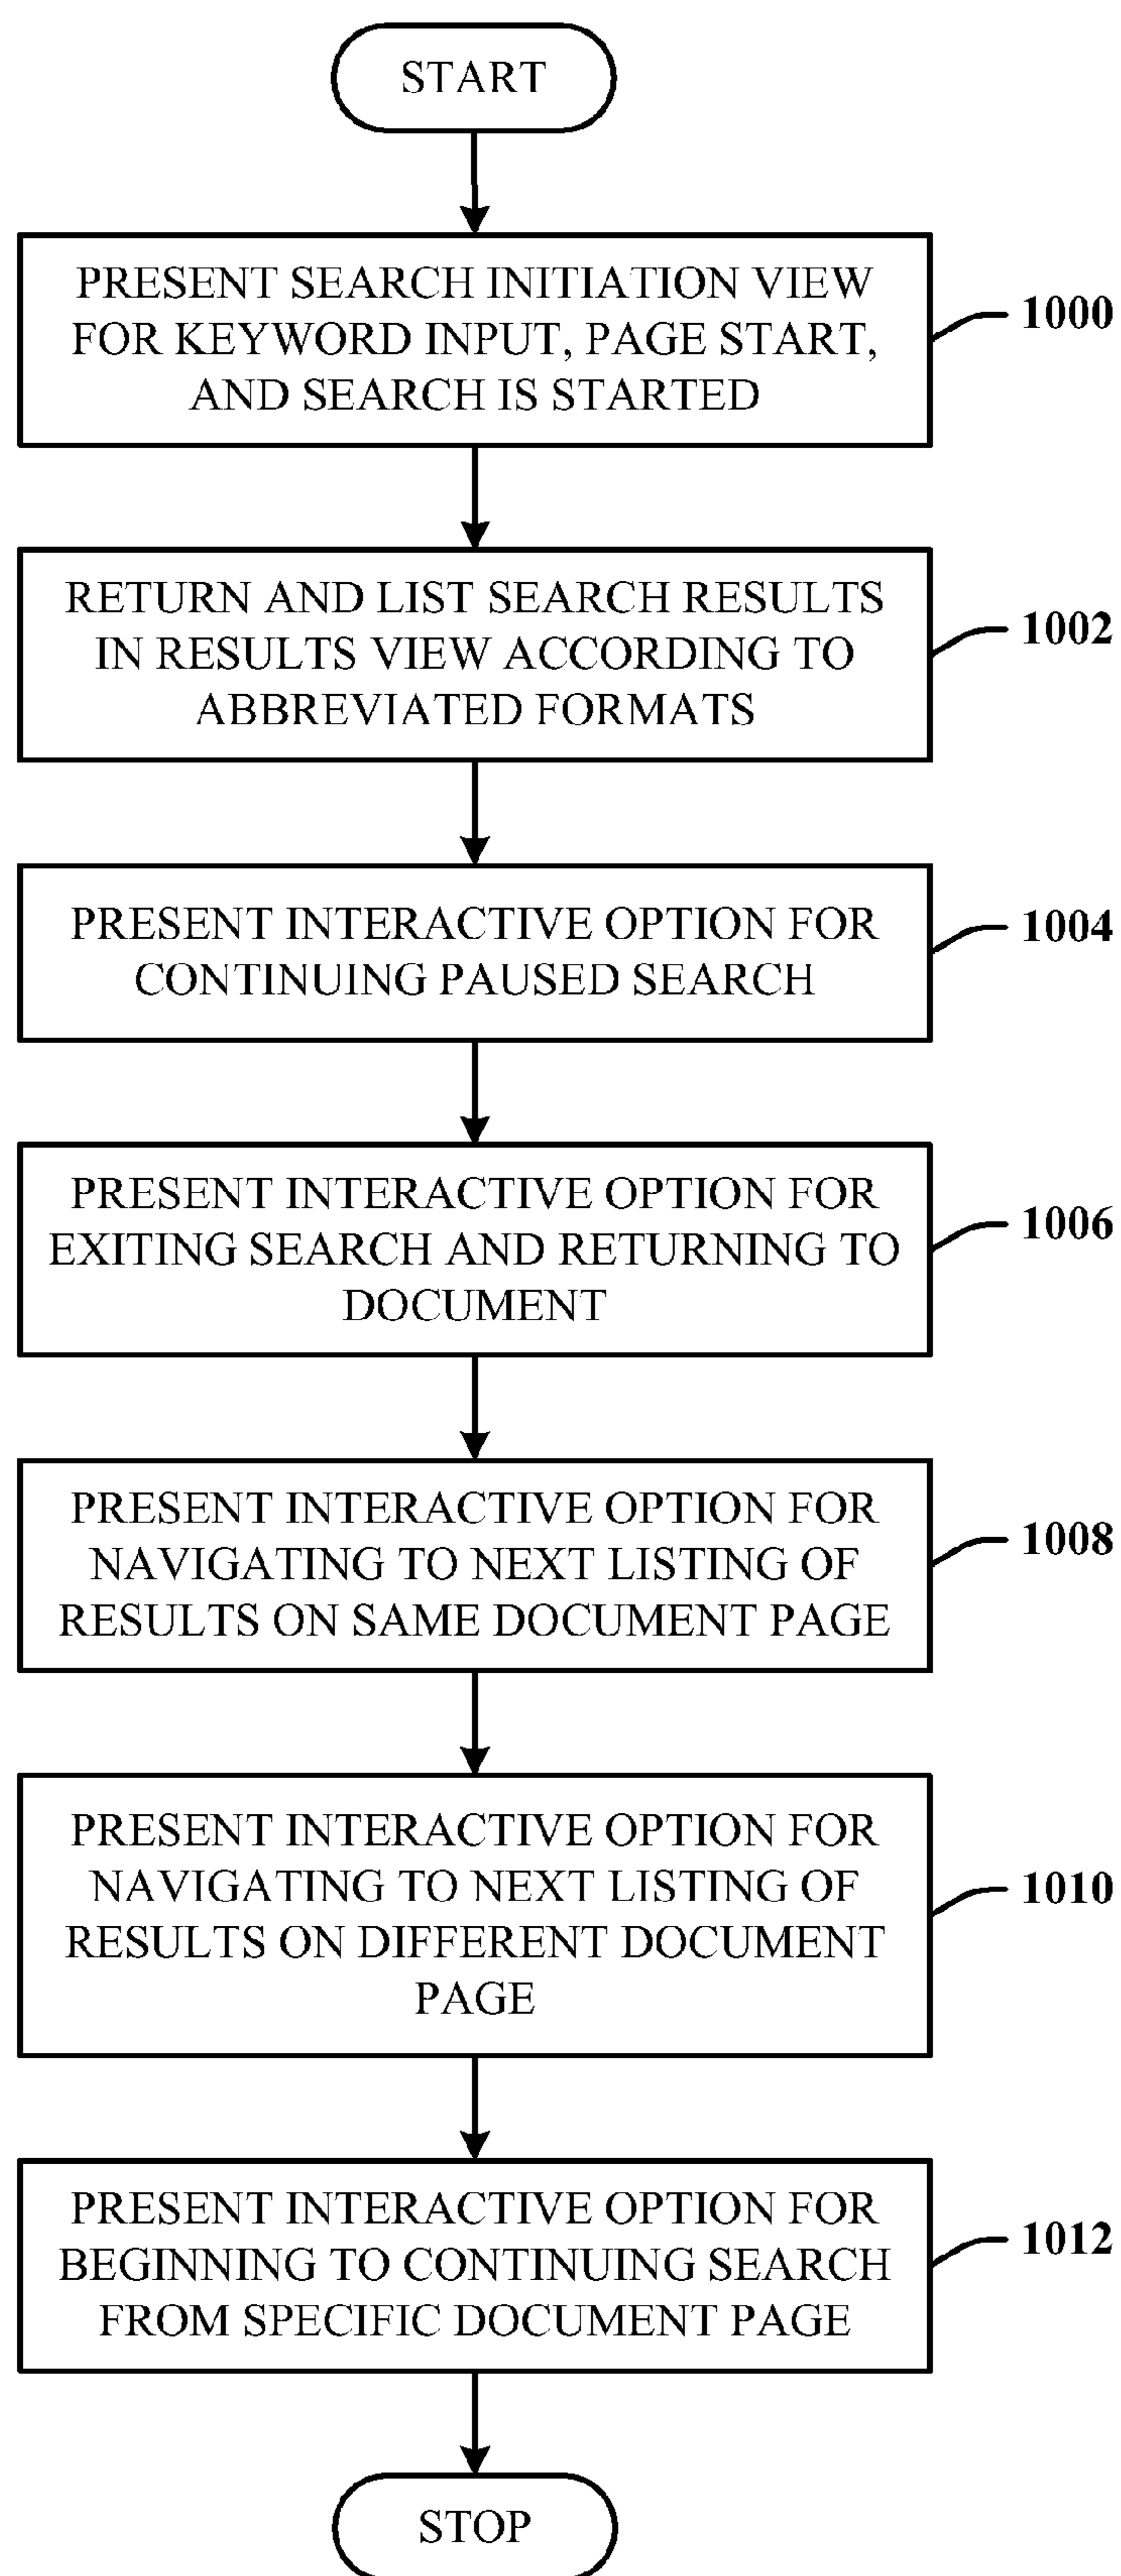 START
PRESENT SEARCH INITIATION VIEW
FOR KEYWORD INPUT, PAGE START,
AND SEARCH IS STARTED
1000
RETURN AND LIST SEARCH RESULTS
IN RESULTS VIEW ACCORDING TO
ABBREVIATED FORMATS
1002
PRESENT INTERACTIVE OPTION FOR
CONTINUING PAUSED SEARCH
1004
PRESENT INTERACTIVE OPTION FOR
EXITING SEARCH AND RETURNING TO
DOCUMENT
1006
PRESENT INTERACTIVE OPTION FOR
NAVIGATING TO NEXT LISTING OF
RESULTS ON SAME DOCUMENT PAGE
1008
PRESENT INTERACTIVE OPTION FOR
NAVIGATING TO NEXT LISTING OF
RESULTS ON DIFFERENT DOCUMENT
PAGE
1010
PRESENT INTERACTIVE OPTION FOR
BEGINNING TO CONTINUING SEARCH
FROM SPECIFIC DOCUMENT PAGE
1012
STOP